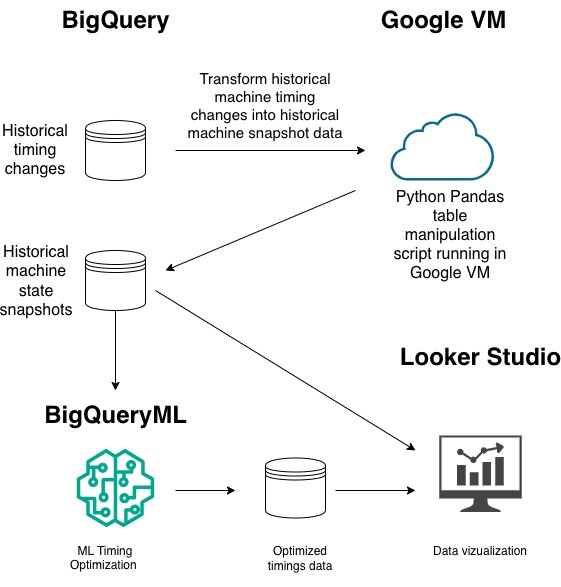 BigQuery
Google VM
Transform historical
machine timing
changes into historical
machine snapshot data
Historical
timing
changes
Python Pandas
table
manipulation
script running in
Google VM
Historical
machine
state
snapshots
Looker Studio
BigQueryML
ML Timing
Optimization
Optimized
timings data
Data vizualization